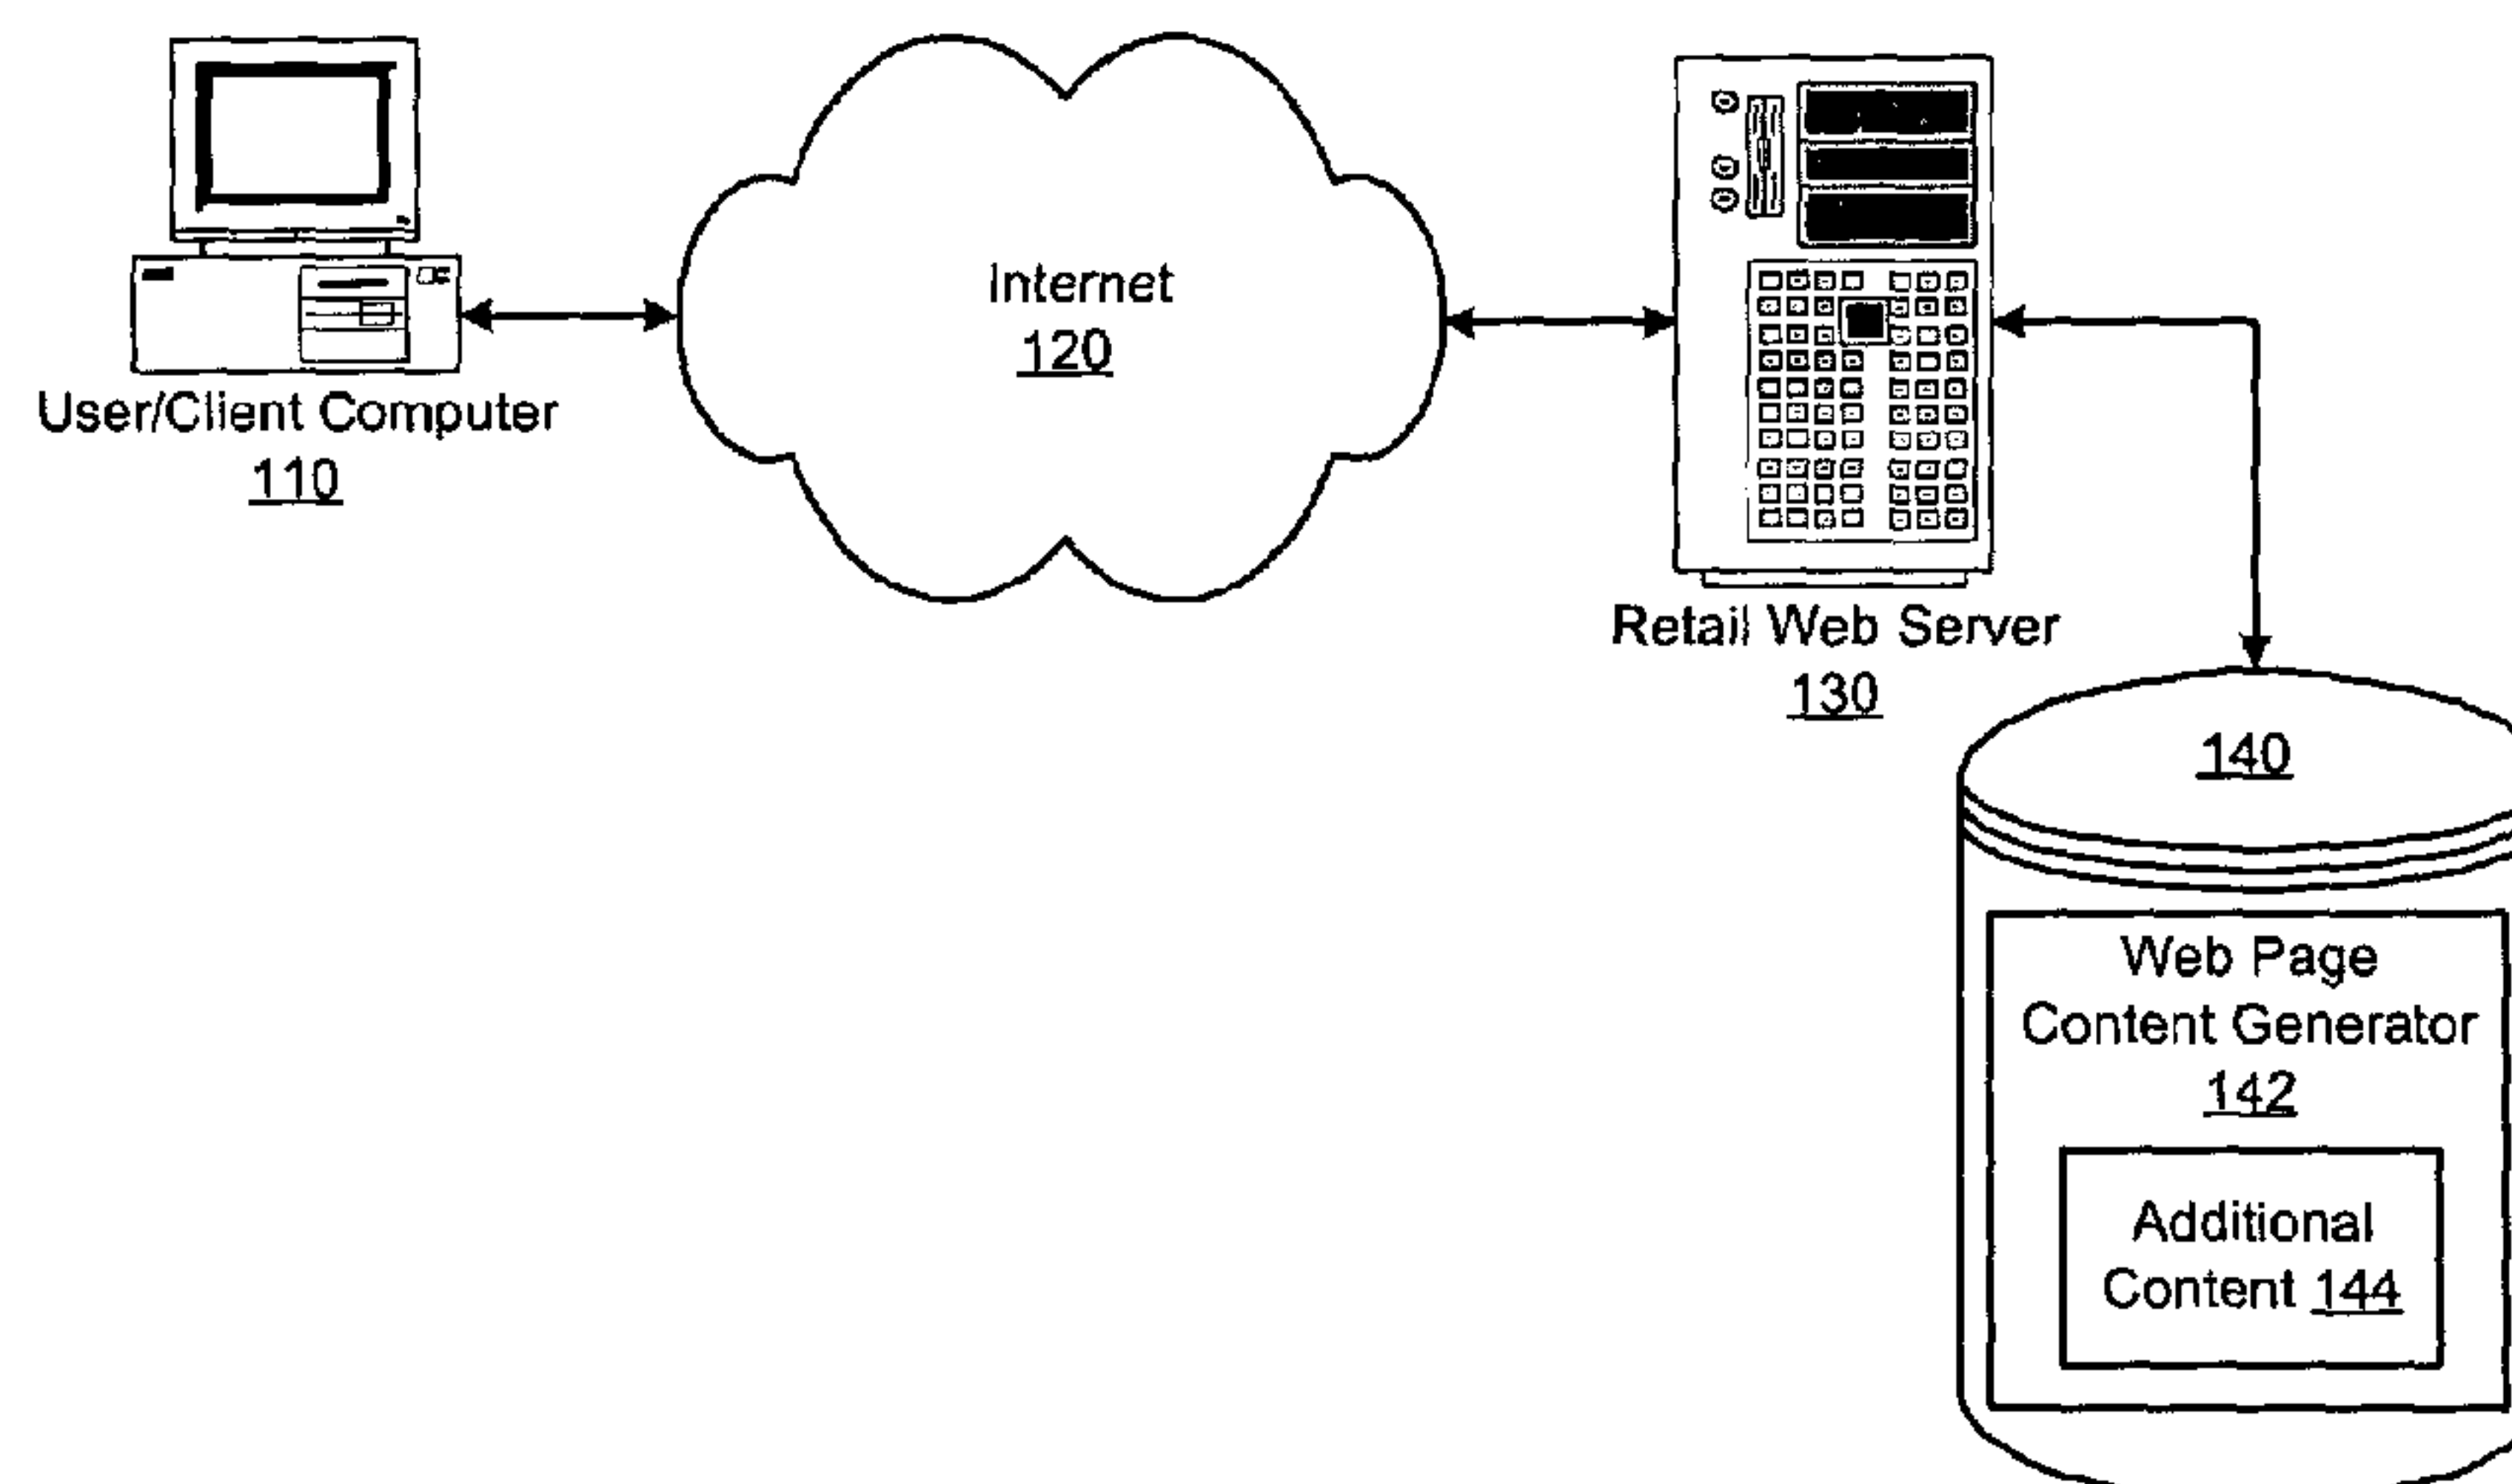 User/Client Computer
110
Internet
120
Retail Web Server
130
140
Web Page
Content Generator
142
Additional
Content 144